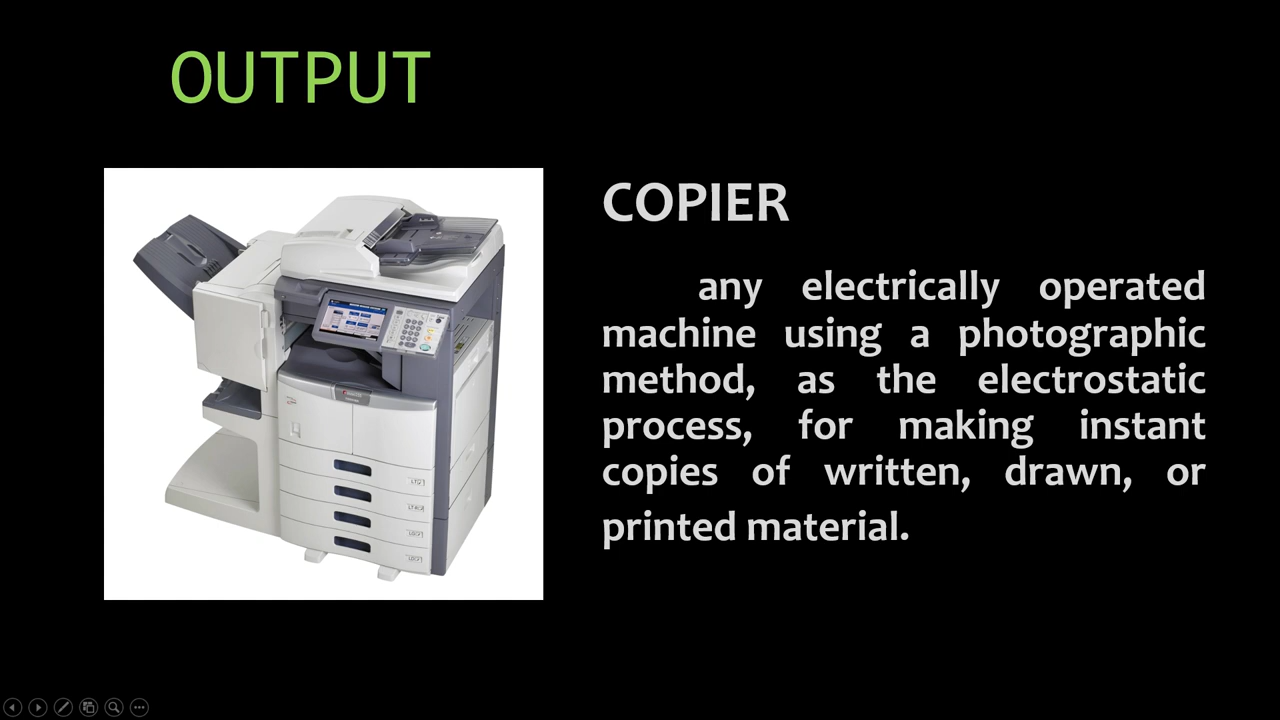 OUTPUT
COPIER
any electrically operated
machine using a photographic
method, as the electrostatic
process, for making instant
copies of written, drawn, or
printed material.